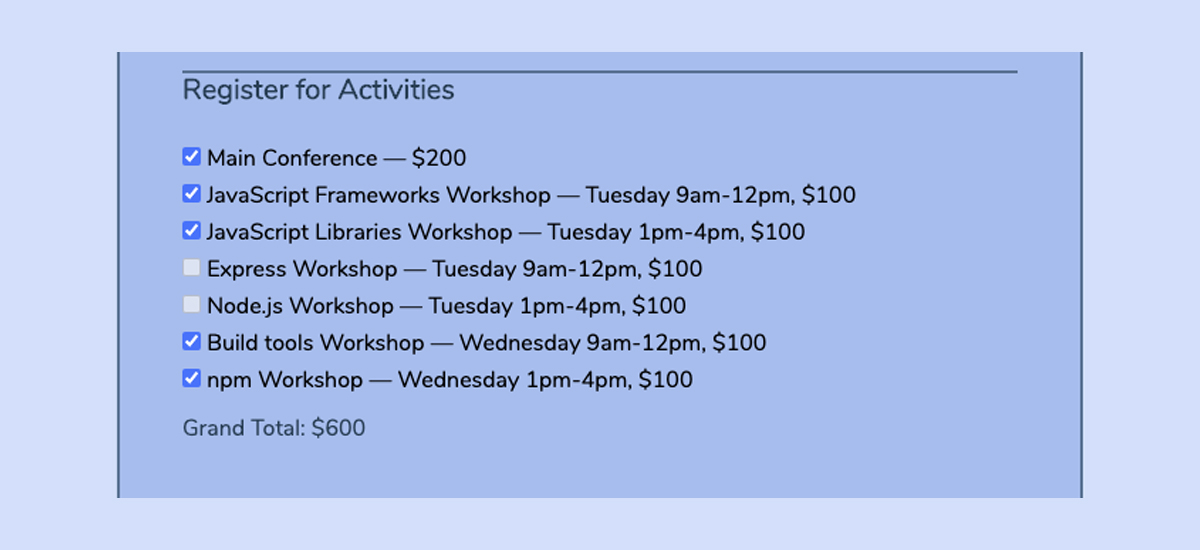 Register for Activities
Main Conference — $200
JavaScript Frameworks Workshop — Tuesday 9am-12pm, $100
JavaScript Libraries Workshop — Tuesday 1pm-4pm, $100
Express Workshop — Tuesday 9am-12pm, $100
Node.js Workshop — Tuesday 1pm-4pm, $100
Build tools Workshop — Wednesday 9am-12pm, $100
npm Workshop — Wednesday 1pm-4pm, $100
Grand Total: $600